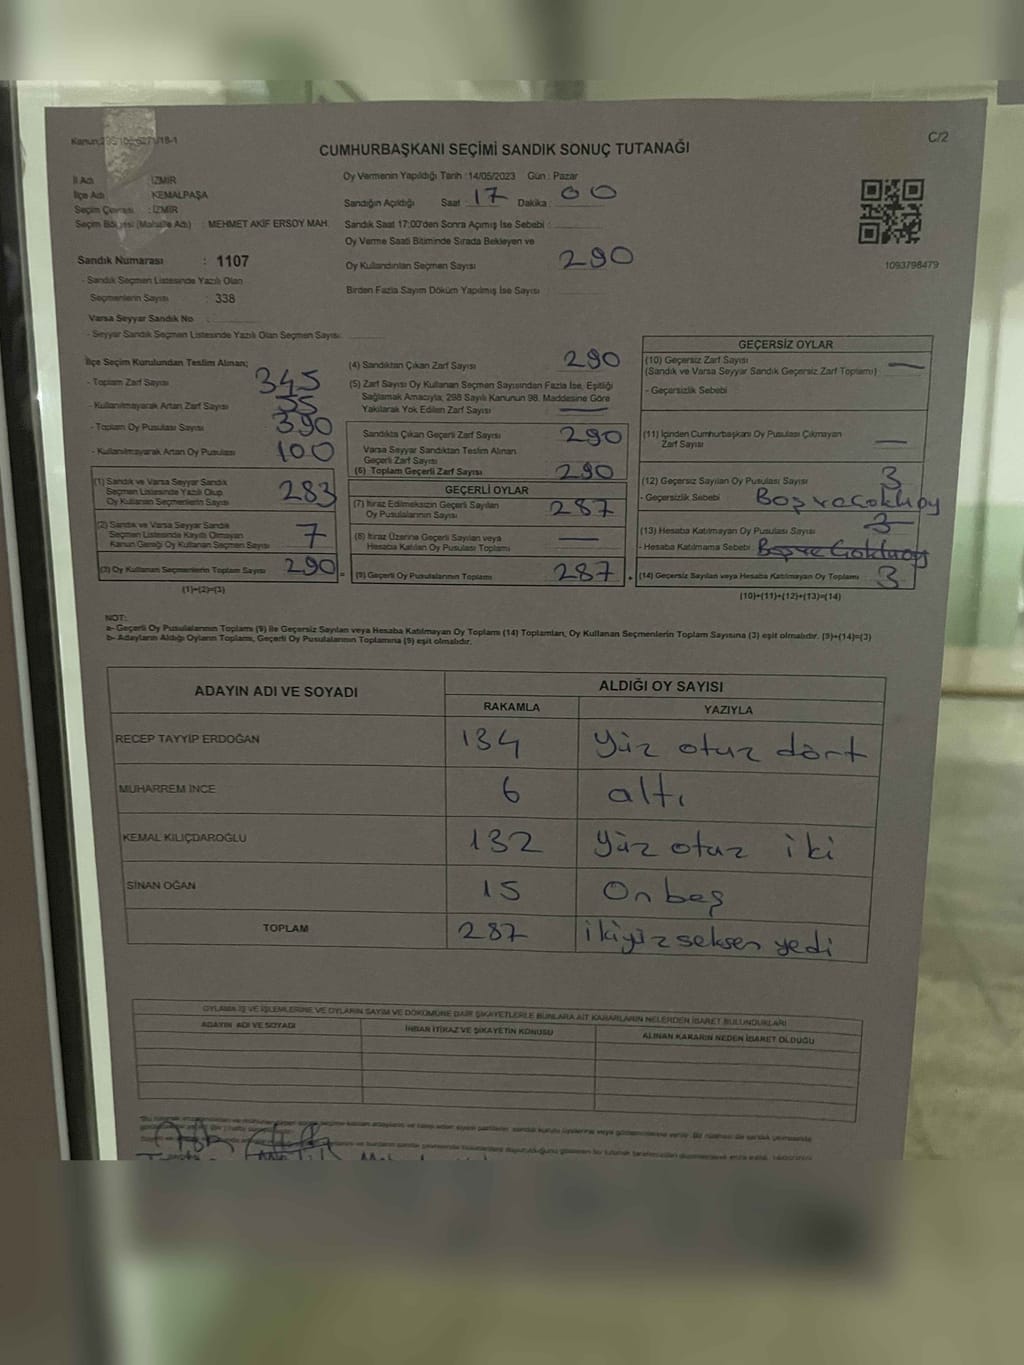 C/2
CUMHURBAŞKANI SEÇİMİ SANDIK SONUÇ TUTANAĞI
İl Adı : İZMİR
İlçe Adı : KEMALPAŞA
Seçim Çevresi : İZMİR
Seçim Bölgesi (Mahalle Adı) : MEHMET AKİF ERSOY MAH.
Sandık Numarası : 1107
- Sandık Seçmen Listesinde Yazılı Olan
Seçmenlerin Sayısı : 338
Varsa Seyyar Sandık No :
- Seyyar Sandık Seçmen Listesinde Yazılı Olan Seçmen Sayısı:
Oy Vermenin Yapıldığı Tarih : 14/05/2023 Gün : Pazar
Sandığın Açıldığı Saat : 17 Dakika : 00
Sandık Saat 17:00'den Sonra Açımış İse Sebebi :
Oy Verme Saati Bitiminde Sırada Bekleyen ve
Oy Kullandırılan Seçmen Sayısı 290
Birden Fazla Sayım Döküm Yapılmış İse Sayısı :
1093798479
İlçe Seçim Kurulundan Teslim Alınan;
- Toplam Zarf Sayısı 345
- Kullanılmayarak Artan Zarf Sayısı 55
- Toplam Oy Pusulası Sayısı 390
- Kullanılmayarak Artan Oy Pusulası 100
(1) Sandık ve Varsa Seyyar Sandık
Seçmen Listesinde Yazılı Olup
Oy Kullanan Seçmenlerin Sayısı 283
(2) Sandık ve Varsa Seyyar Sandık
Seçmen Listesinde Kayıtlı Olmayan
Kanun Gereği Oy Kullanan Seçmen Sayısı 7
(3) Oy Kullanan Seçmenlerin Toplam Sayısı 290
(1)+(2)=(3)
(4) Sandıktan Çıkan Zarf Sayısı 290
(5) Zarf Sayısı Oy Kullanan Seçmen Sayısından Fazla İse, Eşitliği
Sağlamak Amacıyla, 298 Sayılı Kanunun 98. Maddesine Göre
Yakılarak Yok Edilen Zarf Sayısı —
Sandıkta Çıkan Geçerli Zarf Sayısı 290
Varsa Seyyar Sandıktan Teslim Alınan
Geçerli Zarf Sayısı
(6) Toplam Geçerli Zarf Sayısı 290
GEÇERLİ OYLAR
(7) İtiraz Edilmeksizin Geçerli Sayılan
Oy Pusulasının Sayısı 287
(8) İtiraz Üzerine Geçerli Sayılan veya
Hesaba Katılan Oy Pusulası Toplamı —
(9) Geçerli Oy Pusulalarının Toplamı 287
GEÇERSİZ OYLAR
(10) Geçersiz Zarf Sayısı
(Sandık ve Varsa Seyyar Sandık Geçersiz Zarf Toplamı) —
- Geçersizlik Sebebi
(11) İçinden Cumhurbaşkanı Oy Pusulası Çıkmayan
Zarf Sayısı —
(12) Geçersiz Sayılan Oy Pusulası Sayısı 3
- Geçersizlik Sebebi
(13) Hesaba Katılmayan Oy Pusulası Sayısı 3
- Hesaba Katılmama Sebebi :
(14) Geçersiz Sayılan veya Hesaba Katılmayan Oy Toplamı 3
(10)+(11)+(12)+(13)=(14)
NOT:
a- Geçerli Oy Pusulalarının Toplamı (9) ile Geçersiz Sayılan veya Hesaba Katılmayan Oy Toplamı (14) Toplamları, Oy Kullanan Seçmenlerin Toplam Sayısına (3) eşit olmalıdır. (9)+(14)=(3)
b- Adayların Aldığı Oyların Toplamı, Geçerli Oy Pusulalarının Toplamına (9) eşit olmalıdır.
ADAYIN ADI VE SOYADI ALDIĞI OY SAYISI
RAKAMLA YAZIYLA
RECEP TAYYİP ERDOĞAN 134 Yüz otuz dört
MUHARREM İNCE 6 altı
KEMAL KILIÇDAROĞLU 132 Yüz otuz iki
SİNAN OĞAN 15 On beş
TOPLAM 287 ikiyüz seksen yedi
OYLAMA İŞ VE İŞLEMLERİNE VE OYLARIN SAYIM VE DÖKÜMÜNE DAİR ŞİKAYETLERLE BUNLARA AİT KARARLARIN NELERDEN İBARET BULUNDUKLARI
ADAYIN ADI VE SOYADI İHBAR İTİRAZ VE ŞİKAYETİN KONUSU ALINAN KARARIN NEDEN İBARET OLDUĞU